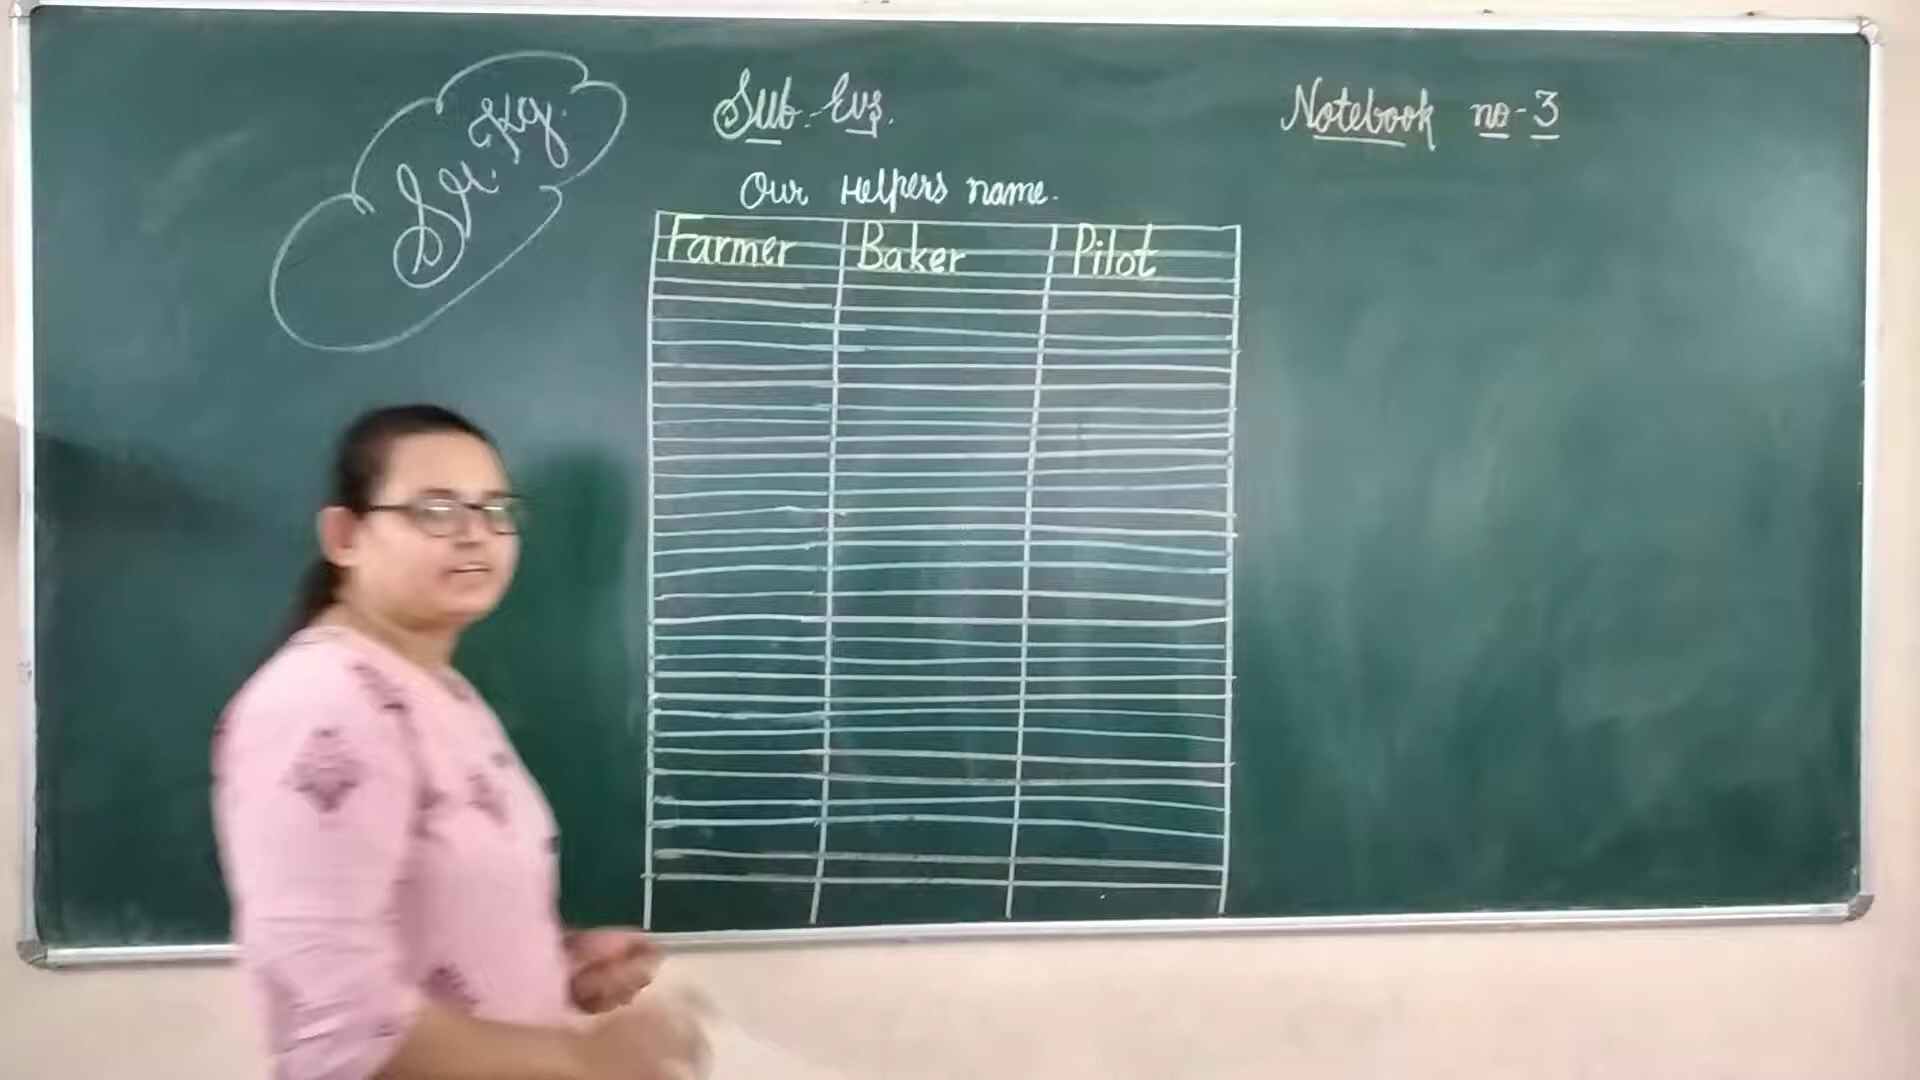 Sr. Kg.
Sub - Evs.
Notebook no - 3
Our Helpers name.
Farmer Baker Pilot